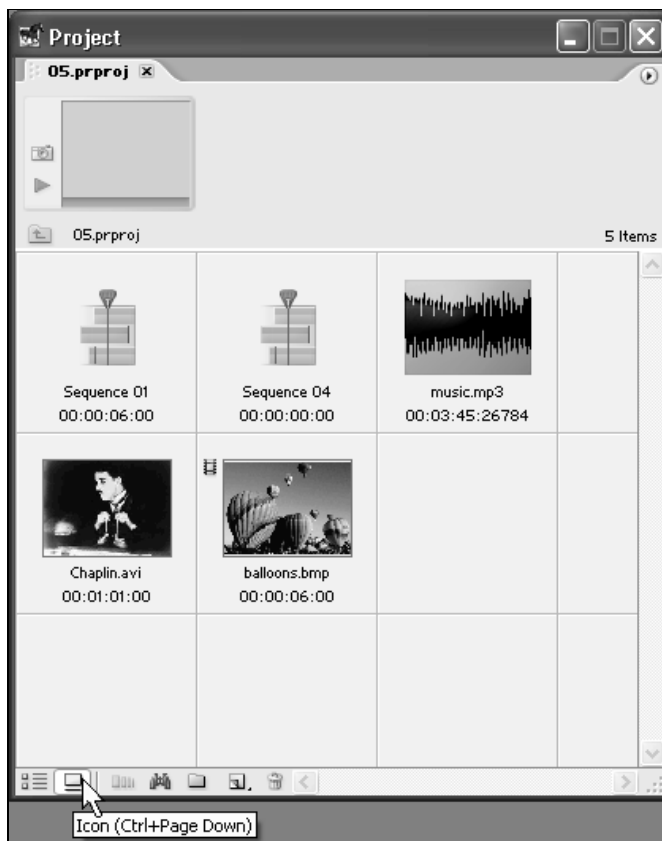 Project
05.prproj
05.prproj
5 Items
Sequence 01
00:00:06:00
Sequence 04
00:00:00:00
music.mp3
00:03:45:26784
Chaplin.avi
00:01:01:00
balloons.bmp
00:00:06:00
Icon (Ctrl+Page Down)